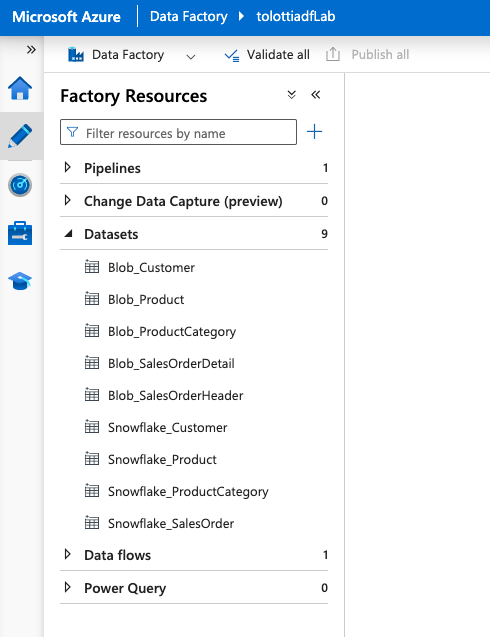 Microsoft Azure Data Factory tolottiadfLab
Data Factory Validate all Publish all
Factory Resources
Filter resources by name
Pipelines 1
Change Data Capture (preview) 0
Datasets 9
Blob_Customer
Blob_Product
Blob_ProductCategory
Blob_SalesOrderDetail
Blob_SalesOrderHeader
Snowflake_Customer
Snowflake_Product
Snowflake_ProductCategory
Snowflake_SalesOrder
Data flows 1
Power Query 0